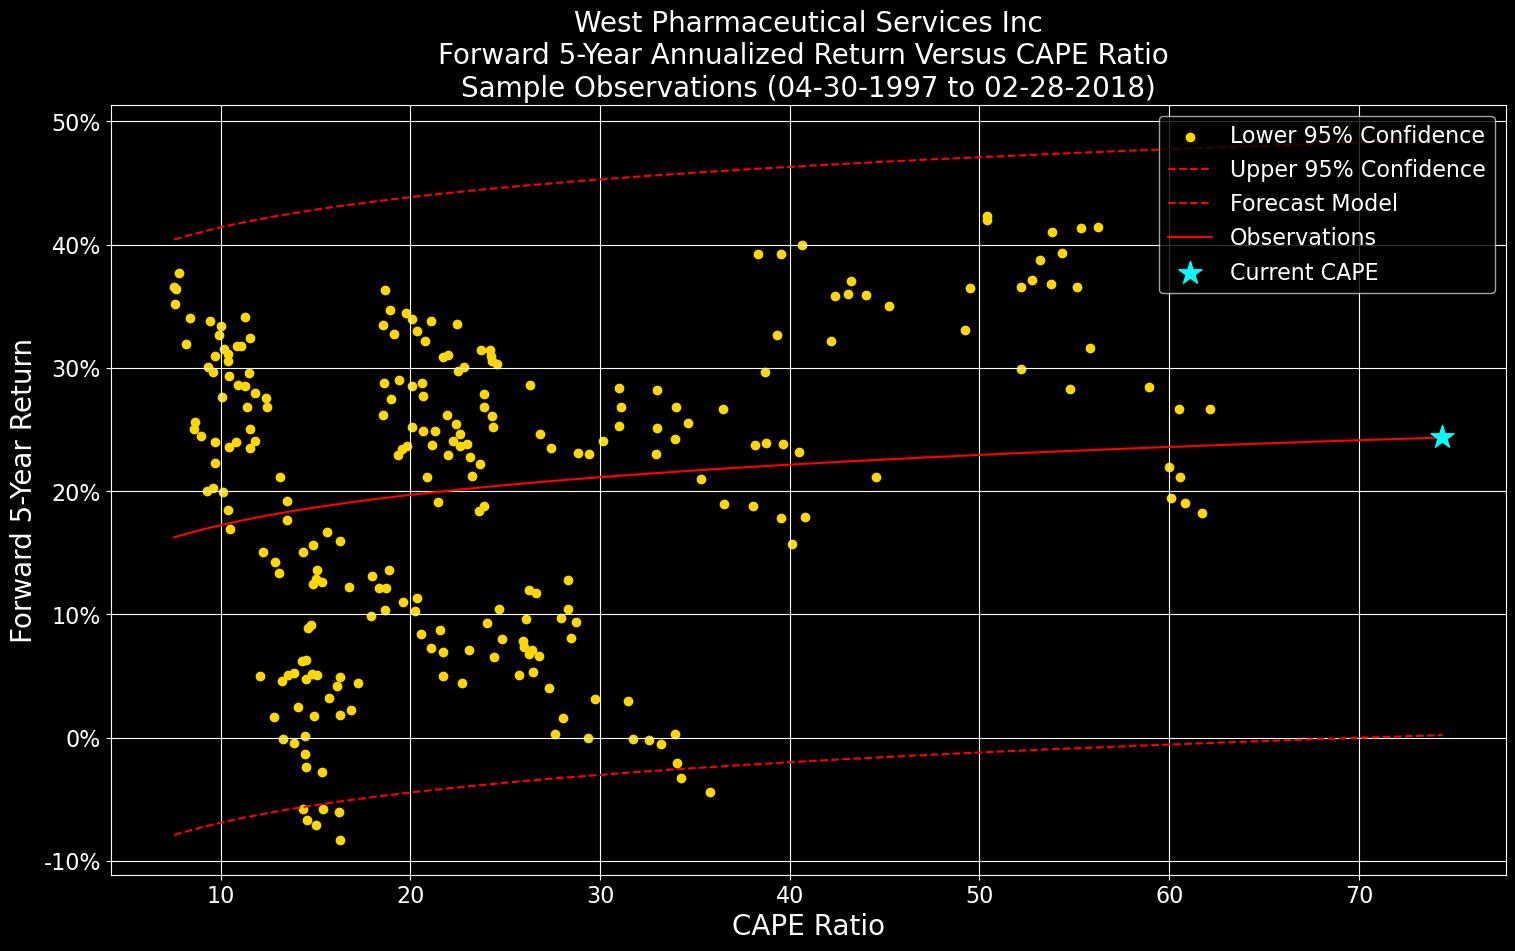 West Pharmaceutical Services Inc
Forward 5-Year Annualized Return Versus CAPE Ratio
Sample Observations (04-30-1997 to 02-28-2018)
Forward 5-Year Return
50%
40%
30%
20%
10%
0%
-10%
Lower 95% Confidence
Upper 95% Confidence
Forecast Model
Observations
Current CAPE
10 20 30 40 50 60 70
CAPE Ratio